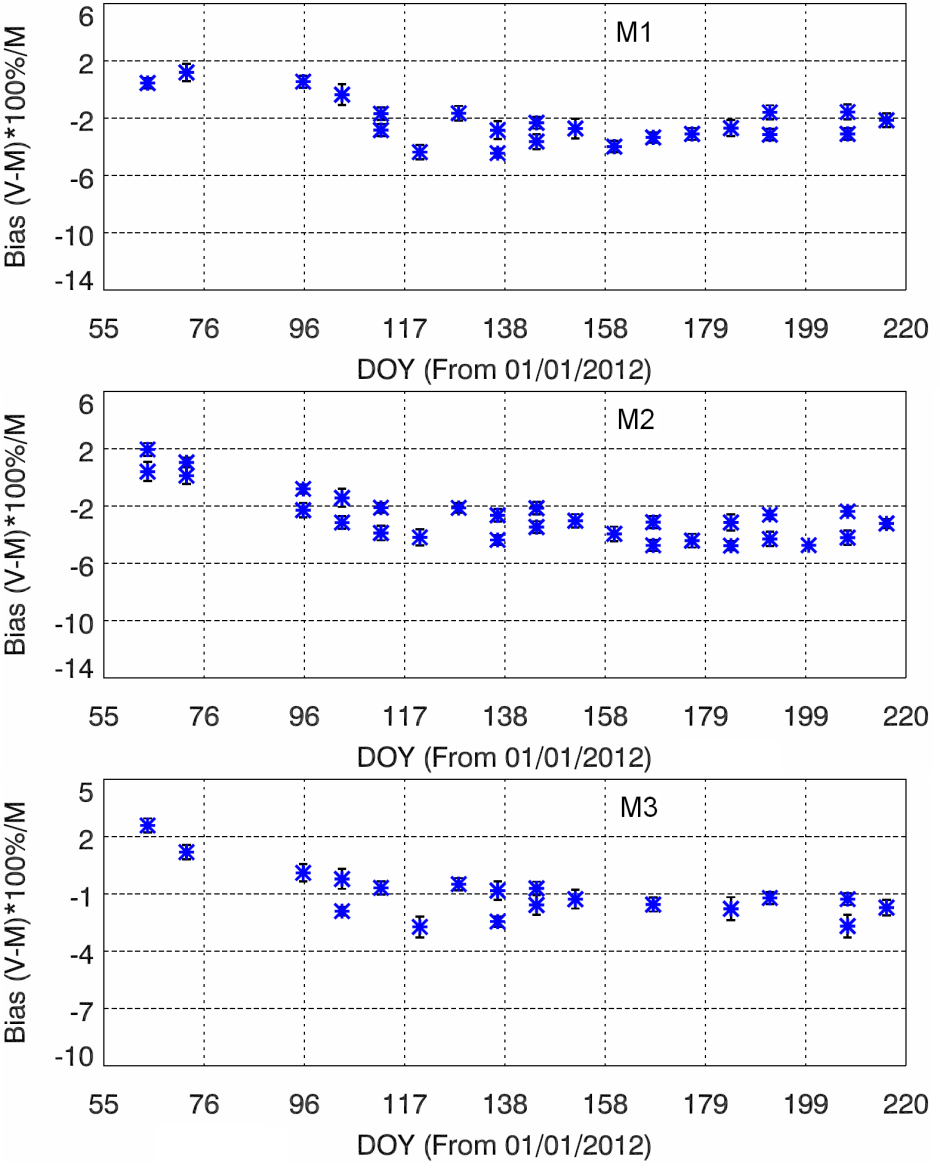 M1
Bias (V-M)*100%/M
6
2
-2
-6
-10
-14
55 76 96 117 138 158 179 199 220
DOY (From 01/01/2012)
M2
Bias (V-M)*100%/M
6
2
-2
-6
-10
-14
55 76 96 117 138 158 179 199 220
DOY (From 01/01/2012)
M3
Bias (V-M)*100%/M
5
2
-1
-4
-7
-10
55 76 96 117 138 158 179 199 220
DOY (From 01/01/2012)